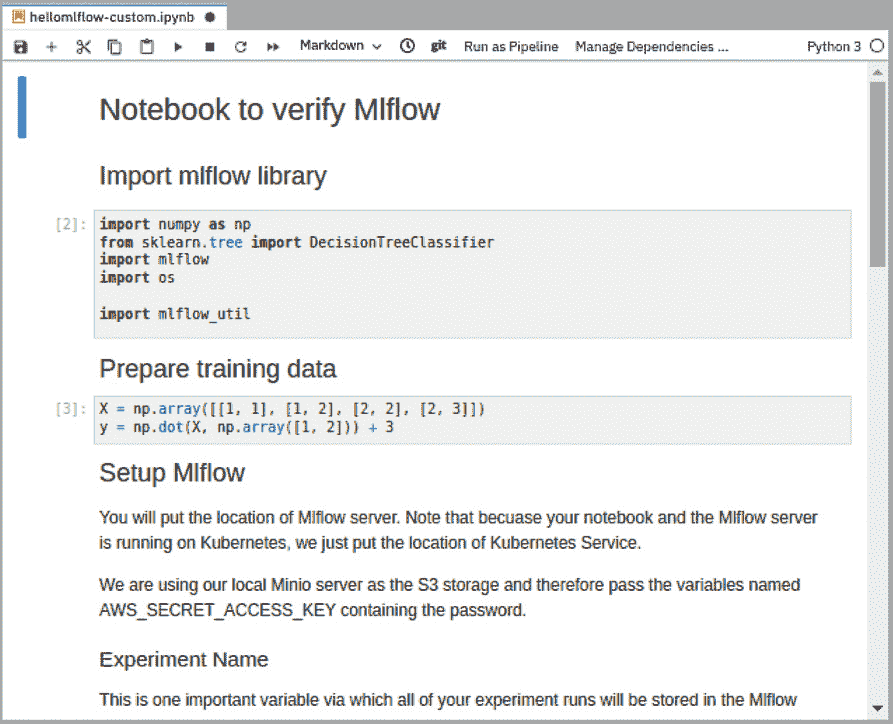 hellomlflow-custom.ipynb
Markdown git Run as Pipeline Manage Dependencies ... Python 3
Notebook to verify Mlflow
Import mlflow library
[2]: import numpy as np
from sklearn.tree import DecisionTreeClassifier
import mlflow
import os
import mlflow_util
Prepare training data
[3]: X = np.array([[1, 1], [1, 2], [2, 2], [2, 3]])
y = np.dot(X, np.array([1, 2])) + 3
Setup Mlflow
You will put the location of Mlflow server. Note that becuase your notebook and the Mlflow server
is running on Kubernetes, we just put the location of Kubernetes Service.
We are using our local Minio server as the S3 storage and therefore pass the variables named
AWS_SECRET_ACCESS_KEY containing the password.
Experiment Name
This is one important variable via which all of your experiment runs will be stored in the Mlflow